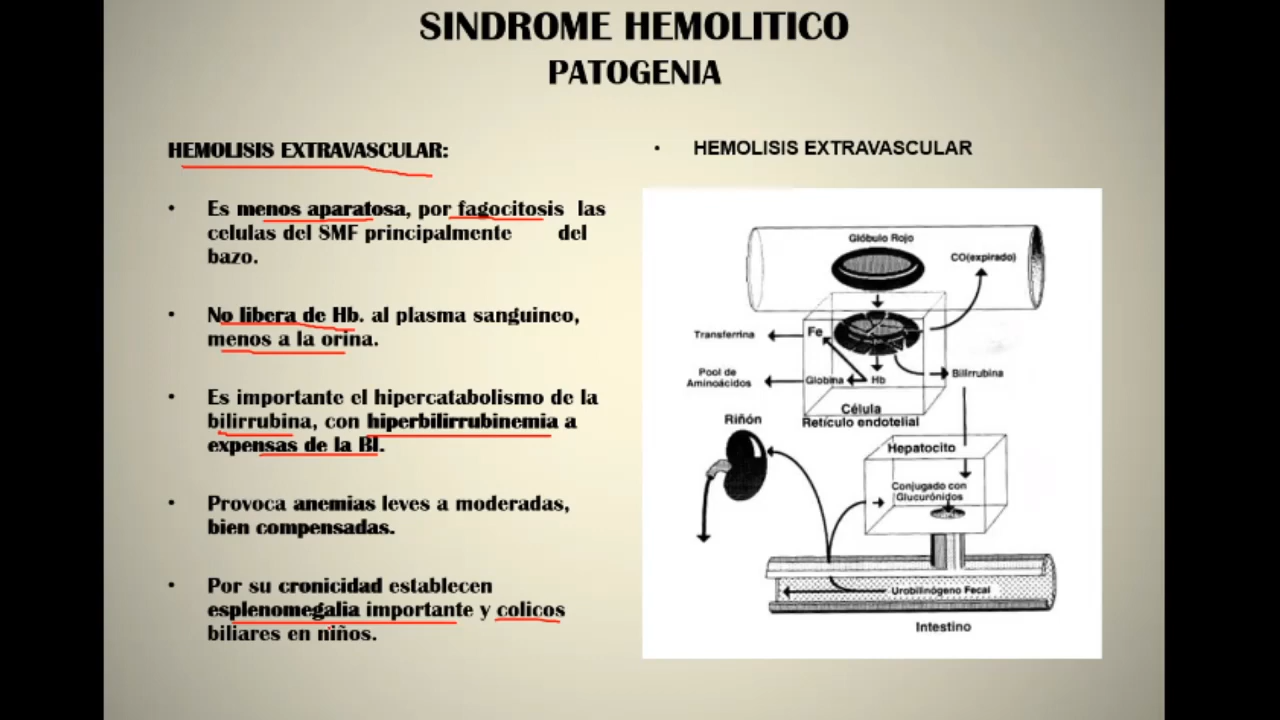 SINDROME HEMOLITICO
PATOGENIA
HEMOLISIS EXTRAVASCULAR:
• Es menos aparatosa, por fagocitosis las
celulas del SMF principalmente del
bazo.
• No libera de Hb. al plasma sanguineo,
menos a la orina.
• Es importante el hipercatabolismo de la
bilirrubina, con hiperbilirrubinemia a
expensas de la BI.
• Provoca anemias leves a moderadas,
bien compensadas.
• Por su cronicidad establecen
esplenomegalia importante y colicos
biliares en niños.
• HEMOLISIS EXTRAVASCULAR
Glóbulo Rojo
CO(expirado)
Transferrina
Fe
Pool de
Aminoácidos
Globina
Hb
Bilirrubina
Célula
Retículo endotelial
Riñón
Hepatocito
Conjugado con
Glucurónidos
Urobilinógeno Fecal
Intestino